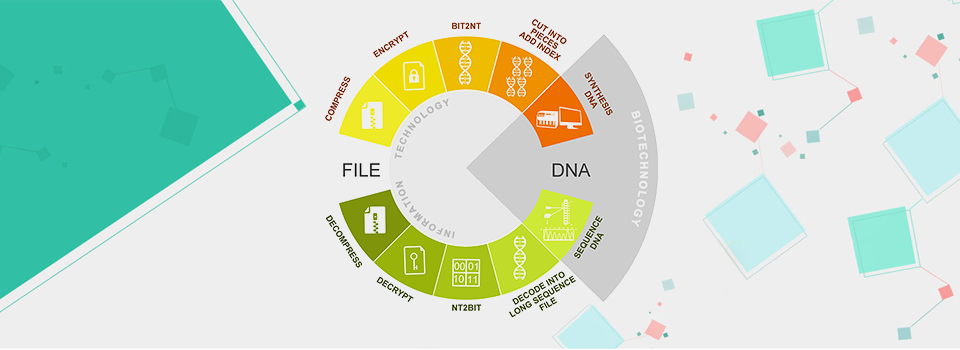 COMPRESS
ENCRYPT
BIT2NT
CUT INTO
PIECES
ADD INDEX
SYNTHESIS
DNA
TECHNOLOGY
INFORMATION
BIOTECHNOLOGY
FILE
DNA
DECOMPRESS
DECRYPT
00 01
10 11
NT2BIT
DECODE INTO
LONG SEQUENCE
FILE
SEQUENCE
DNA